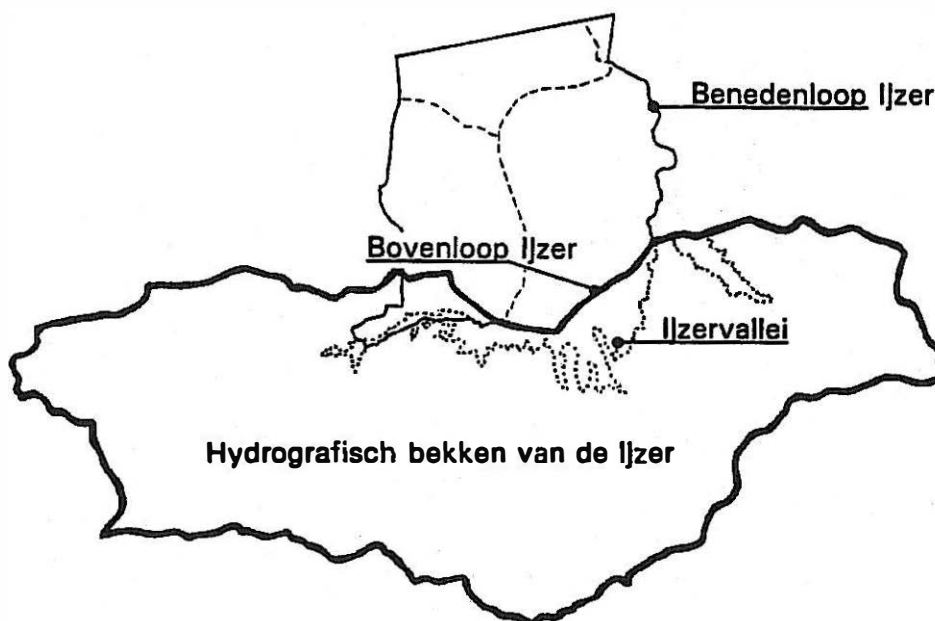 Benedenloop IJzer
Bovenloop IJzer
IJzervallei
Hydrografisch bekken van de IJzer